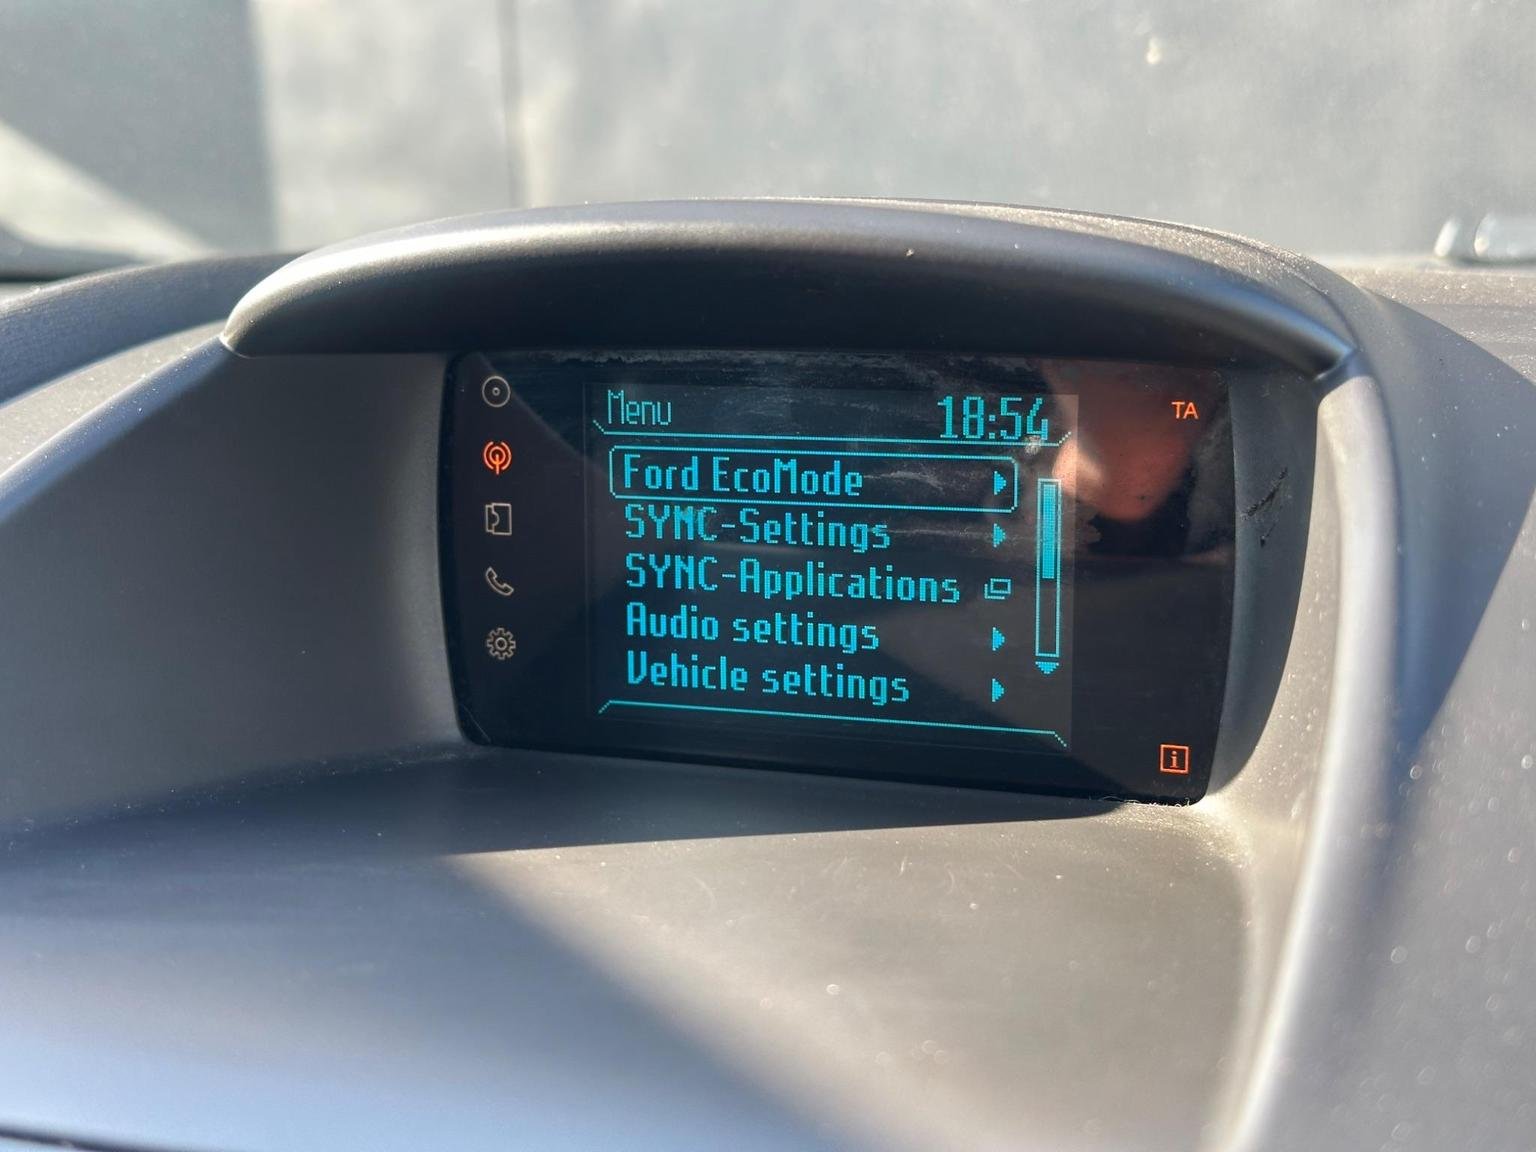 Menu 18:54 TA
Ford EcoMode
SYNC-Settings
SYNC-Applications
Audio settings
Vehicle settings
i